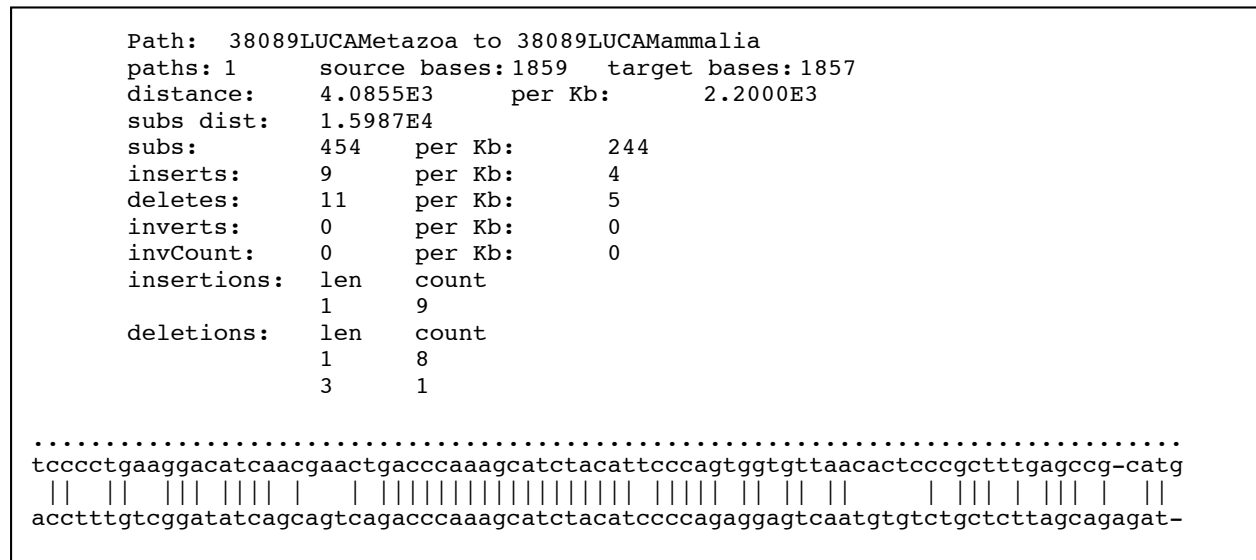 Path: 38089LUCAMetazoa to 38089LUCAMammalia
paths: 1 source bases: 1859 target bases: 1857
distance: 4.0855E3 per Kb: 2.2000E3
subs dist: 1.5987E4
subs: 454 per Kb: 244
inserts: 9 per Kb: 4
deletes: 11 per Kb: 5
inverts: 0 per Kb: 0
invCount: 0 per Kb: 0
insertions: len count
1 9
deletions: len count
1 8
3 1
................................................................................
tcccctgaaggacatcaacgaactgacccaaagcatctacattcccagtggtgttaacactcccgctttgagccg-catg
|| || ||| |||| | | |||||||||||||||||| ||||| || || || | ||| | ||| | ||
acctttgtcggatatcagcagtcagacccaaagcatctacatccccagaggagtcaatgtgtctgctcttagcagagat-